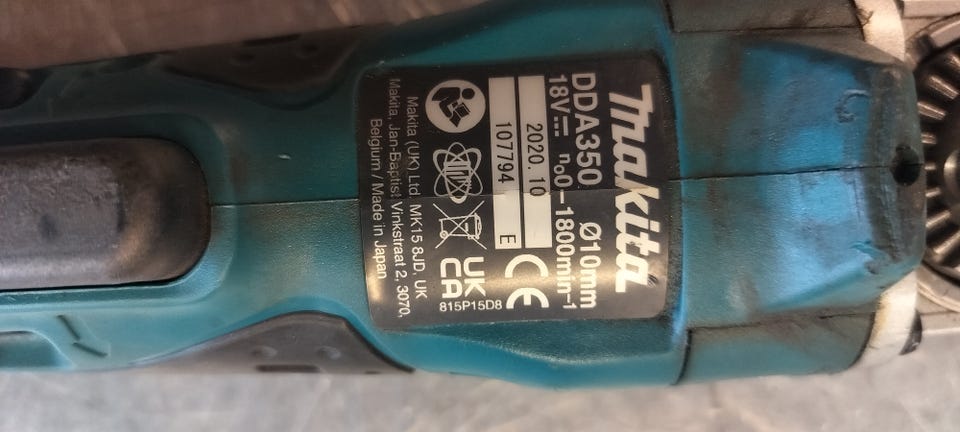 Makita
DDA350 Ø10mm
18V⎓ n₀0-1800min⁻¹
2020.10
107794 E
CE
UK
CA
815P15D8
Makita (UK) Ltd. MK15 8JD, UK
Makita, Jan-Baptist Vinkstraat 2, 3070,
Belgium / Made in Japan